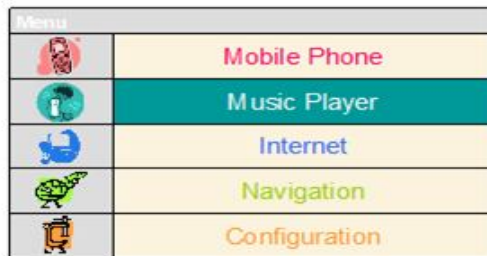 Menu
Mobile Phone
Music Player
Internet
Navigation
Configuration